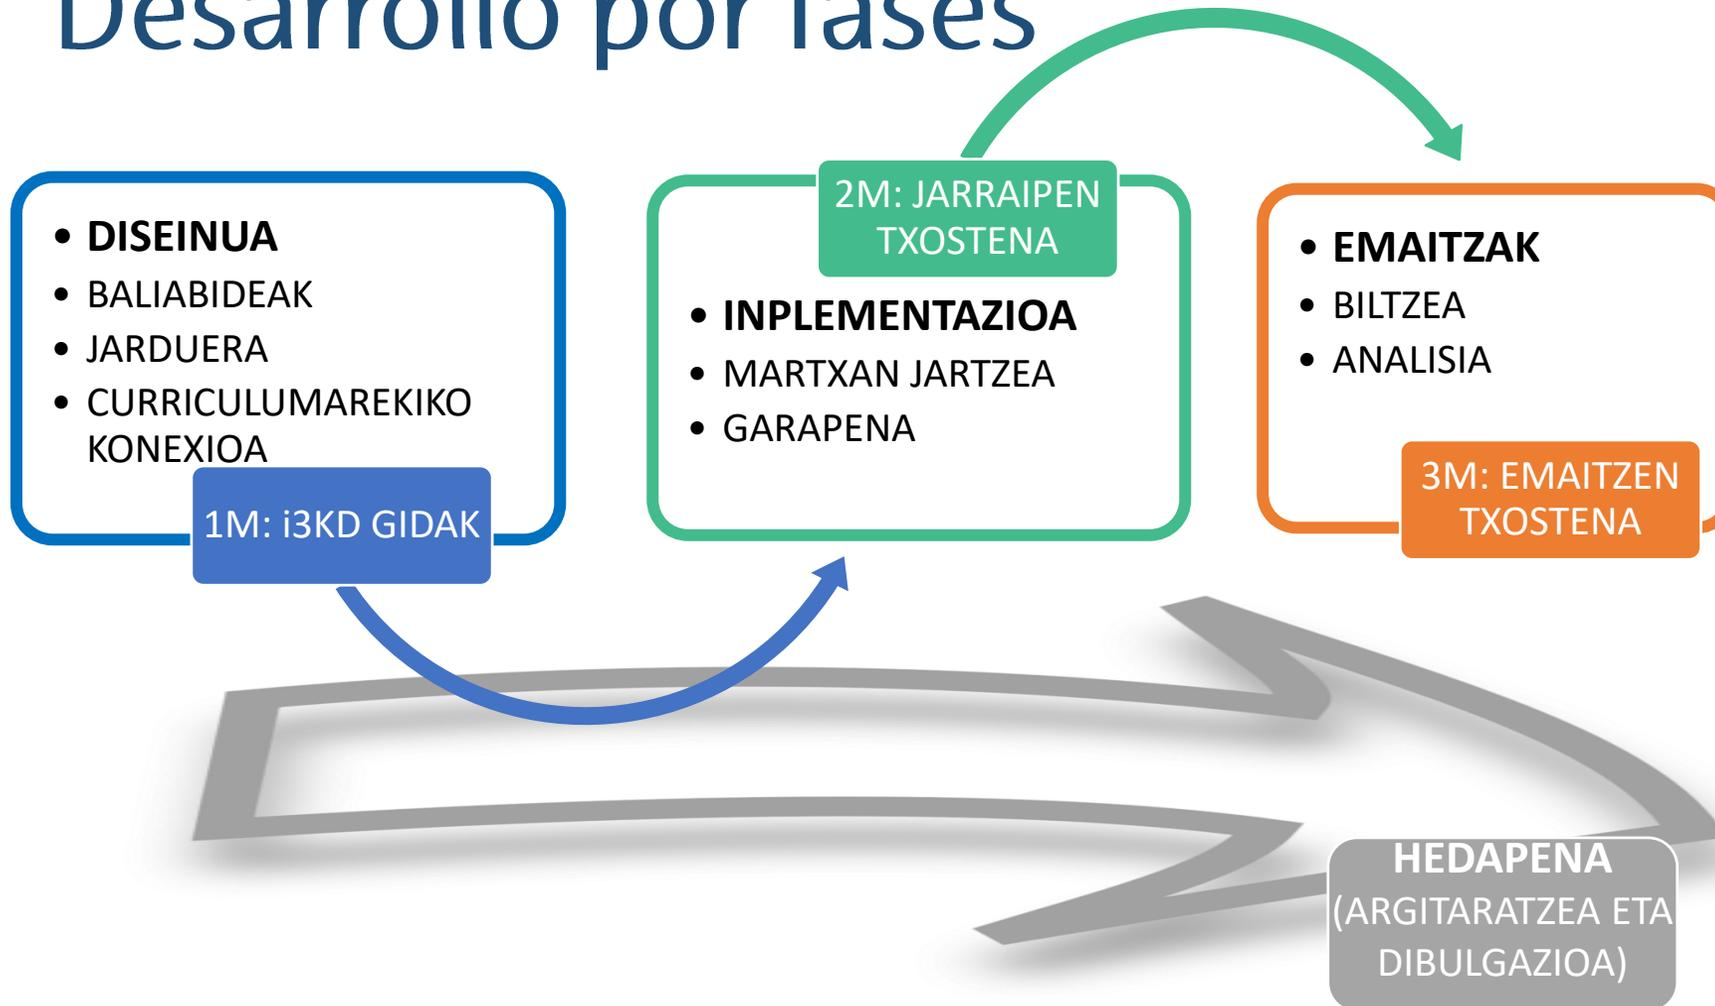 Desarrollo por fases
• DISEINUA
• BALIABIDEAK
• JARDUERA
• CURRICULUMAREKIKO
KONEXIOA
1M: i3KD GIDAK
2M: JARRAIPEN
TXOSTENA
• INPLEMENTAZIOA
• MARTXAN JARTZEA
• GARAPENA
• EMAITZAK
• BILTZEA
• ANALISIA
3M: EMAITZEN
TXOSTENA
HEDAPENA
(ARGITARATZEA ETA
DIBULGAZIOA)